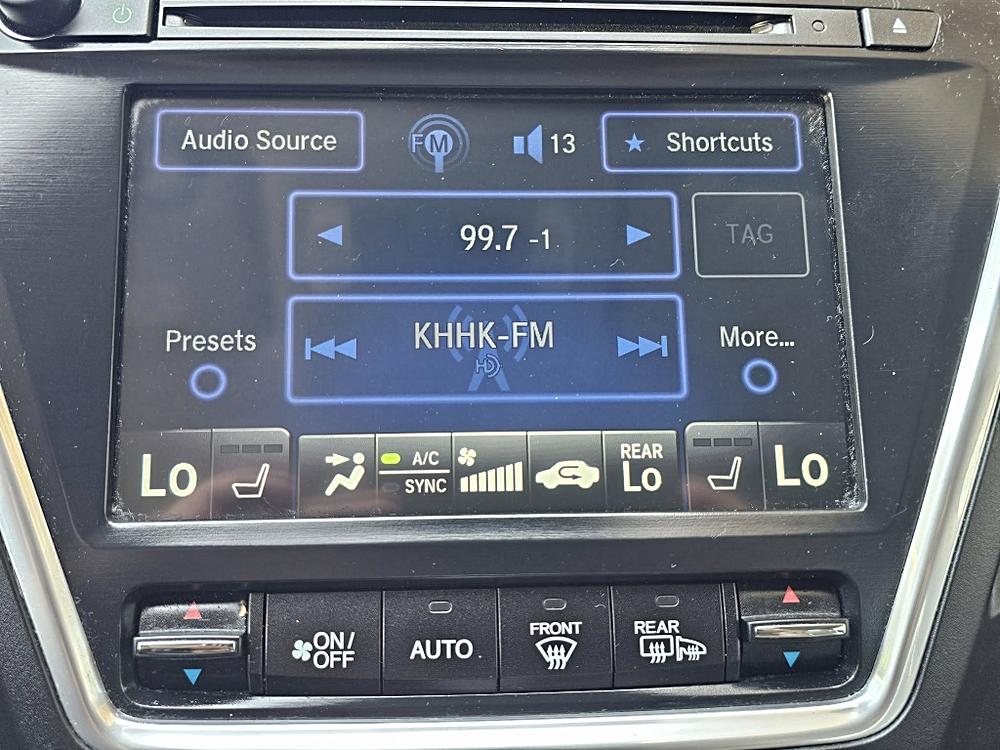 Audio Source
FM
13
Shortcuts
99.7 -1
TAG
KHHK-FM
HD
Presets
More...
Lo
A/C
SYNC
REAR
Lo
Lo
ON/
OFF
AUTO
FRONT
REAR